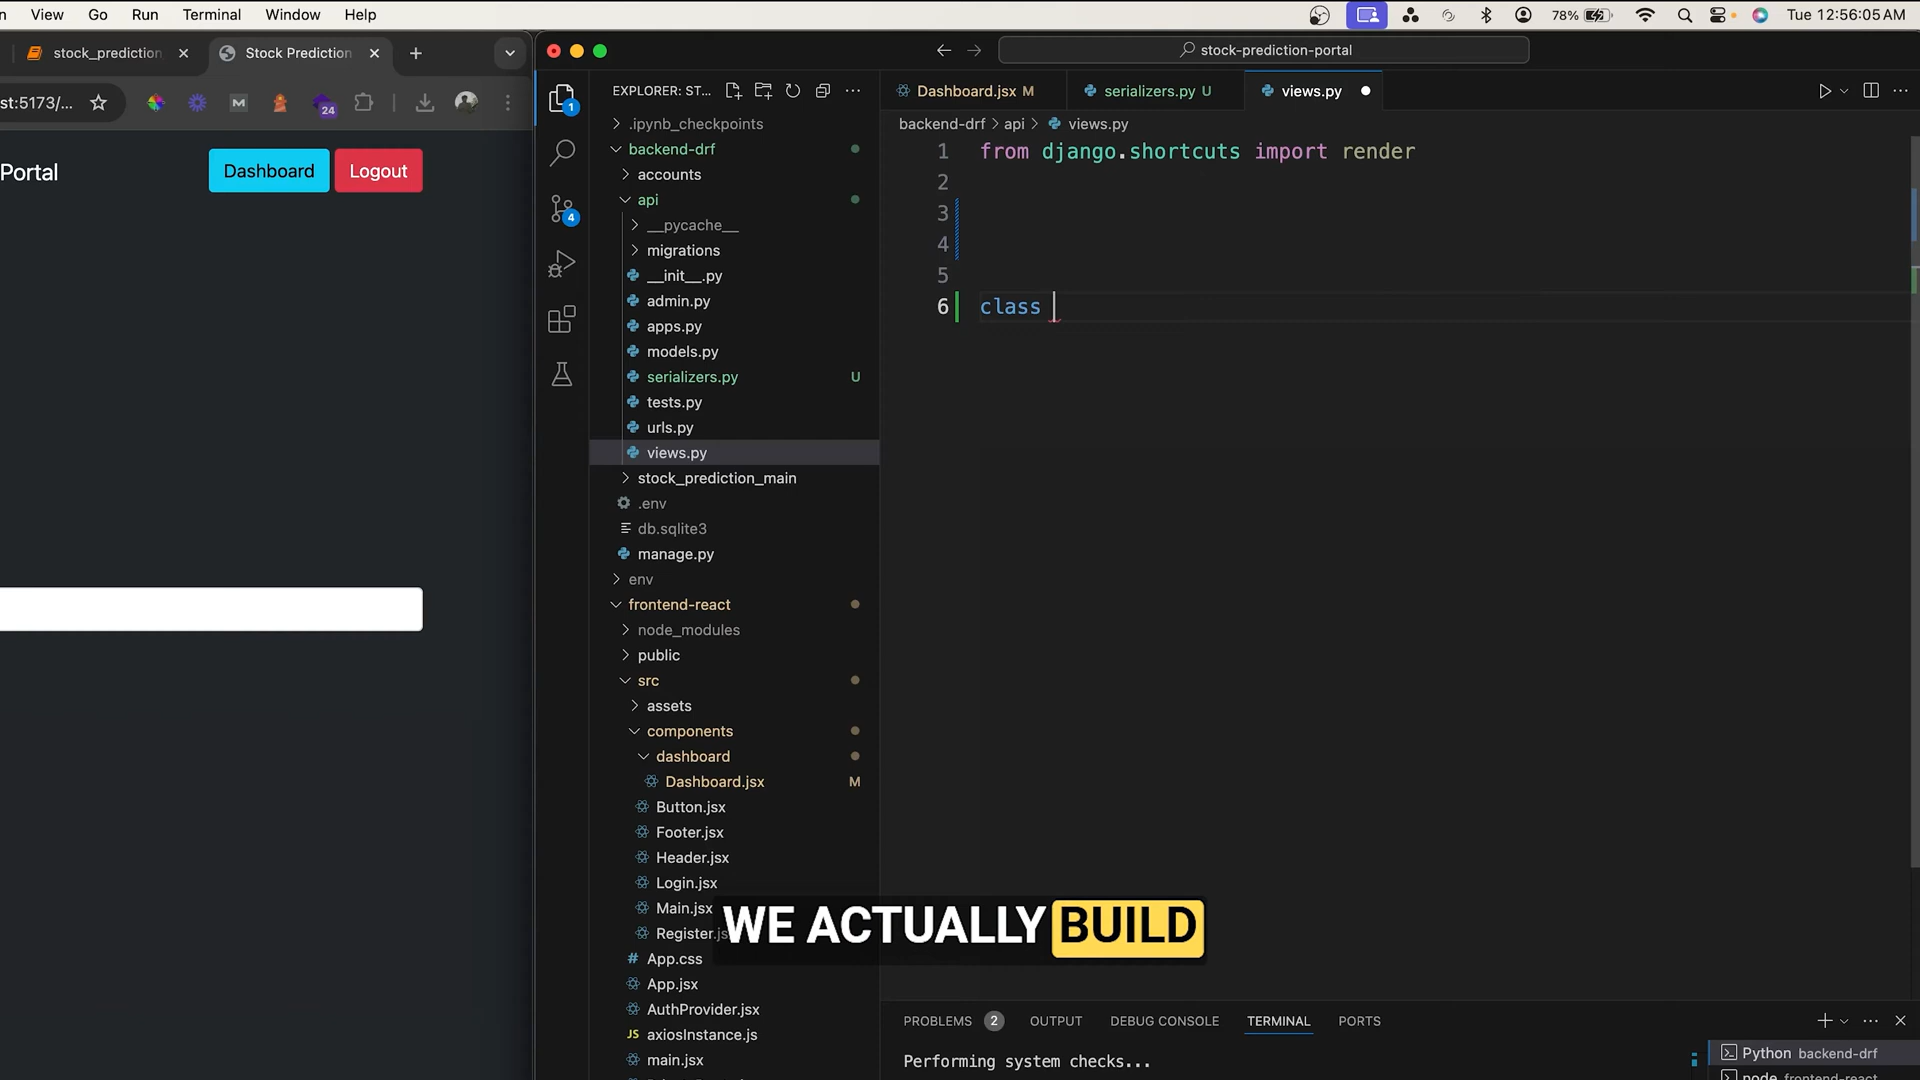 View Go Run Terminal Window Help
78% Tue 12:56:05 AM
stock_prediction
Stock Prediction
st:5173/...
24
Portal
Dashboard
Logout
stock-prediction-portal
1
4
EXPLORER: ST...
.ipynb_checkpoints
backend-drf
accounts
api
__pycache__
migrations
__init__.py
admin.py
apps.py
models.py
serializers.py U
tests.py
urls.py
views.py
stock_prediction_main
.env
db.sqlite3
manage.py
env
frontend-react
node_modules
public
src
assets
components
dashboard
Dashboard.jsx M
Button.jsx
Footer.jsx
Header.jsx
Login.jsx
Main.jsx
Register.js
App.css
App.jsx
AuthProvider.jsx
axiosInstance.js
main.jsx
Dashboard.jsx M
serializers.py U
views.py
backend-drf > api > views.py
1 from django.shortcuts import render
2
3
4
5
6 class
WE ACTUALLY BUILD
PROBLEMS 2 OUTPUT DEBUG CONSOLE TERMINAL PORTS
Performing system checks...
Python backend-drf
node frontend-react